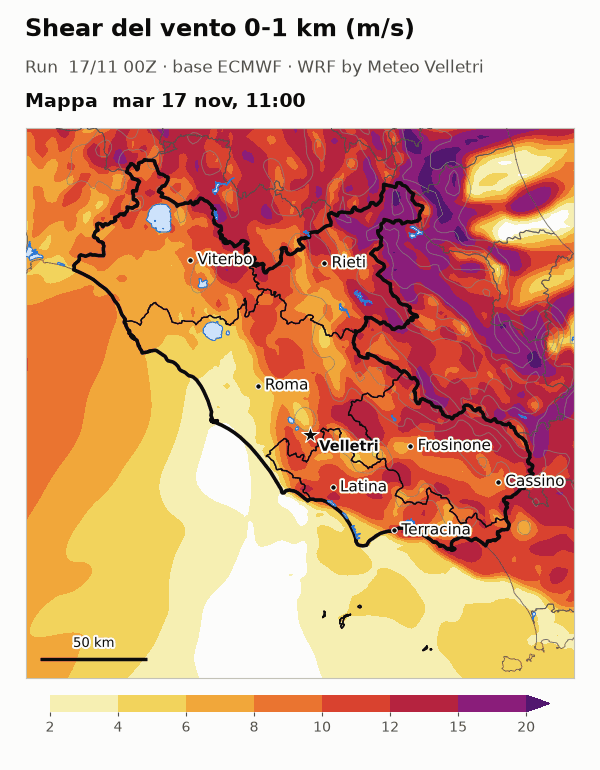 Shear del vento 0-1 km (m/s)
Run  17/11 00Z · base ECMWF · WRF by Meteo Velletri
Mappa  mar 17 nov, 11:00
Viterbo
Rieti
Roma
Velletri
Frosinone
Latina
Cassino
Terracina
50 km
2 4 6 8 10 12 15 20